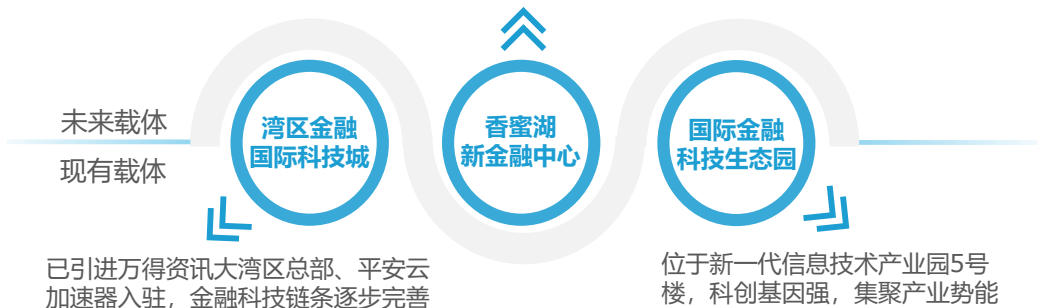 未来载体
现有载体
湾区金融
国际科技城
香蜜湖
新金融中心
国际金融
科技生态园
已引进万得资讯大湾区总部、平安云
加速器入驻，金融科技链条逐步完善
位于新一代信息技术产业园5号
楼，科创基因强，集聚产业势能